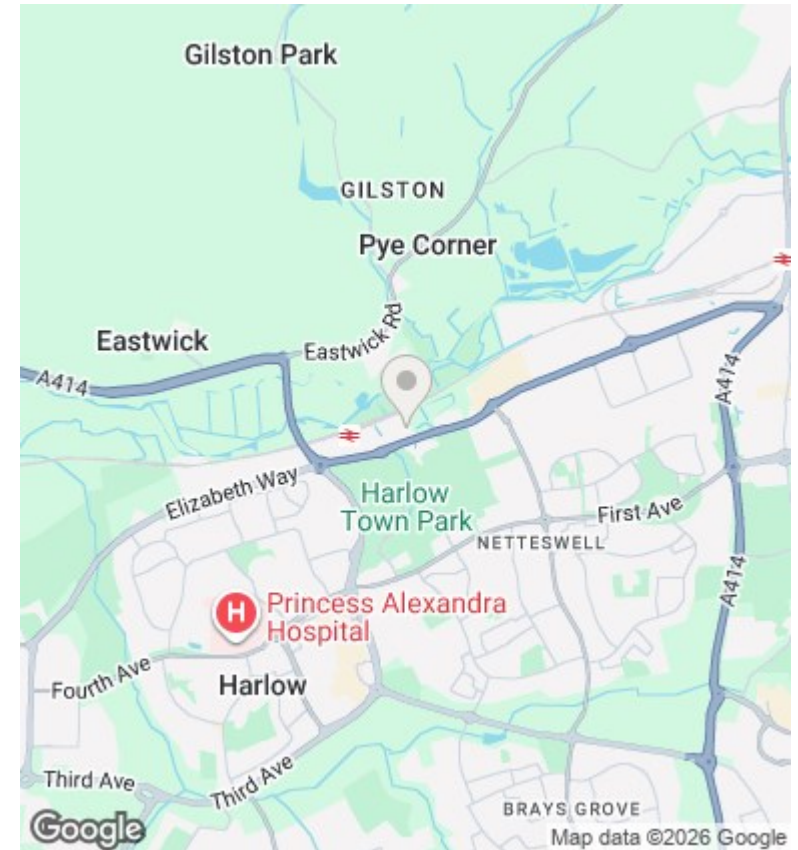 Gilston Park
GILSTON
Pye Corner
Eastwick
Eastwick Rd
A414
A414
Elizabeth Way
Harlow
Town Park
First Ave
NETTESWELL
A414
H
Princess Alexandra
Hospital
Fourth Ave
Harlow
Third Ave
Third Ave
BRAYS GROVE
Google
Map data ©2026 Google